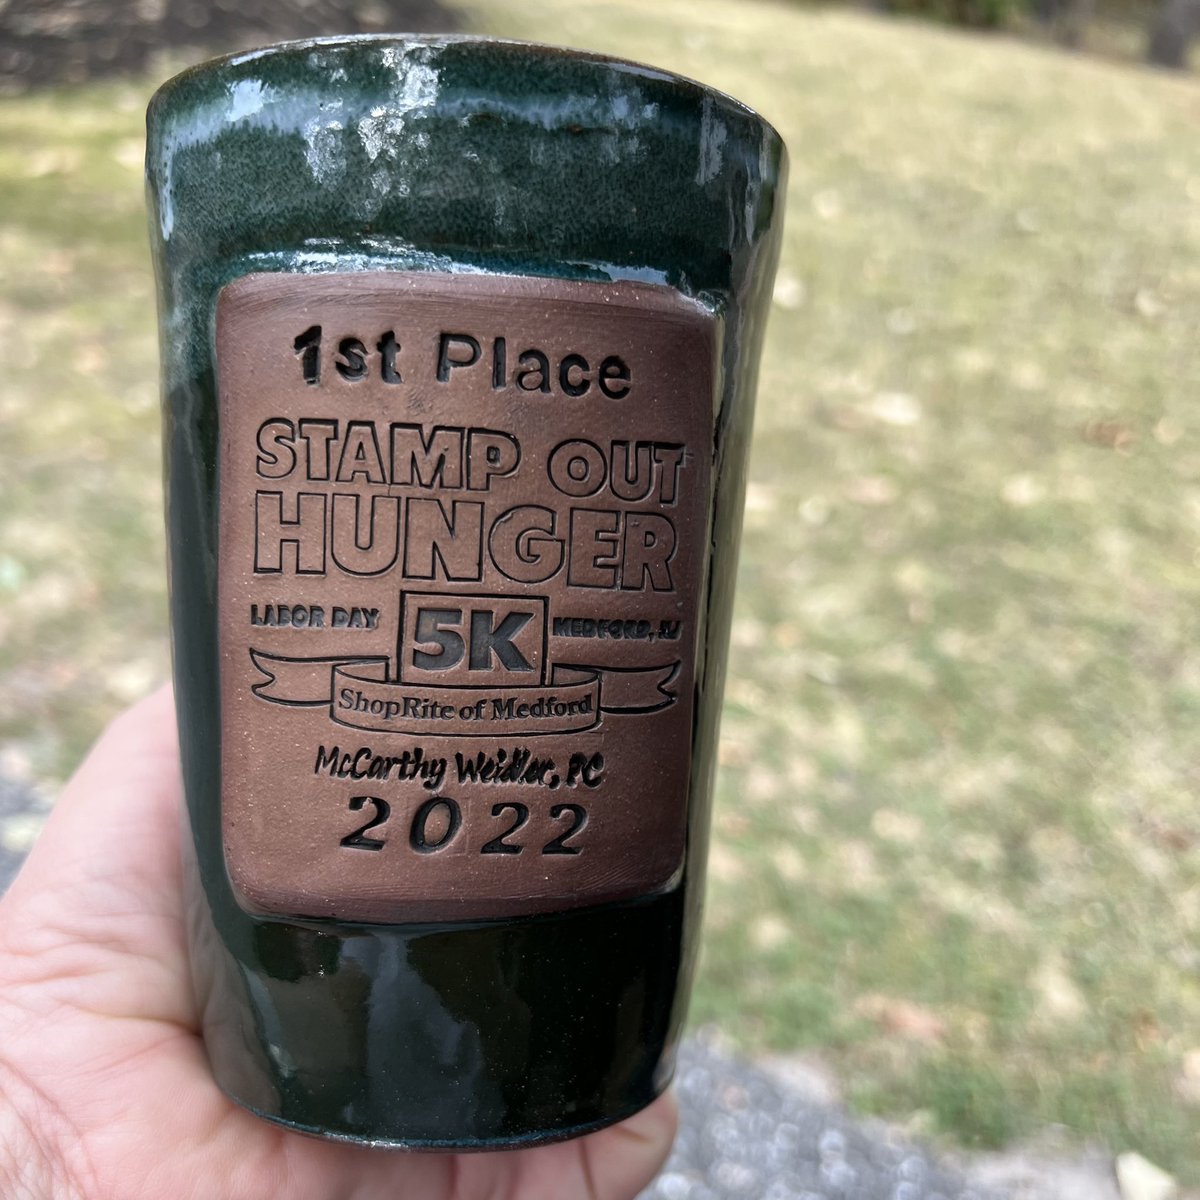 1st Place
STAMP OUT
HUNGER
LABOR DAY 5K MEDFORD, NJ
ShopRite of Medford
McCarthy Weidler, PC
2022